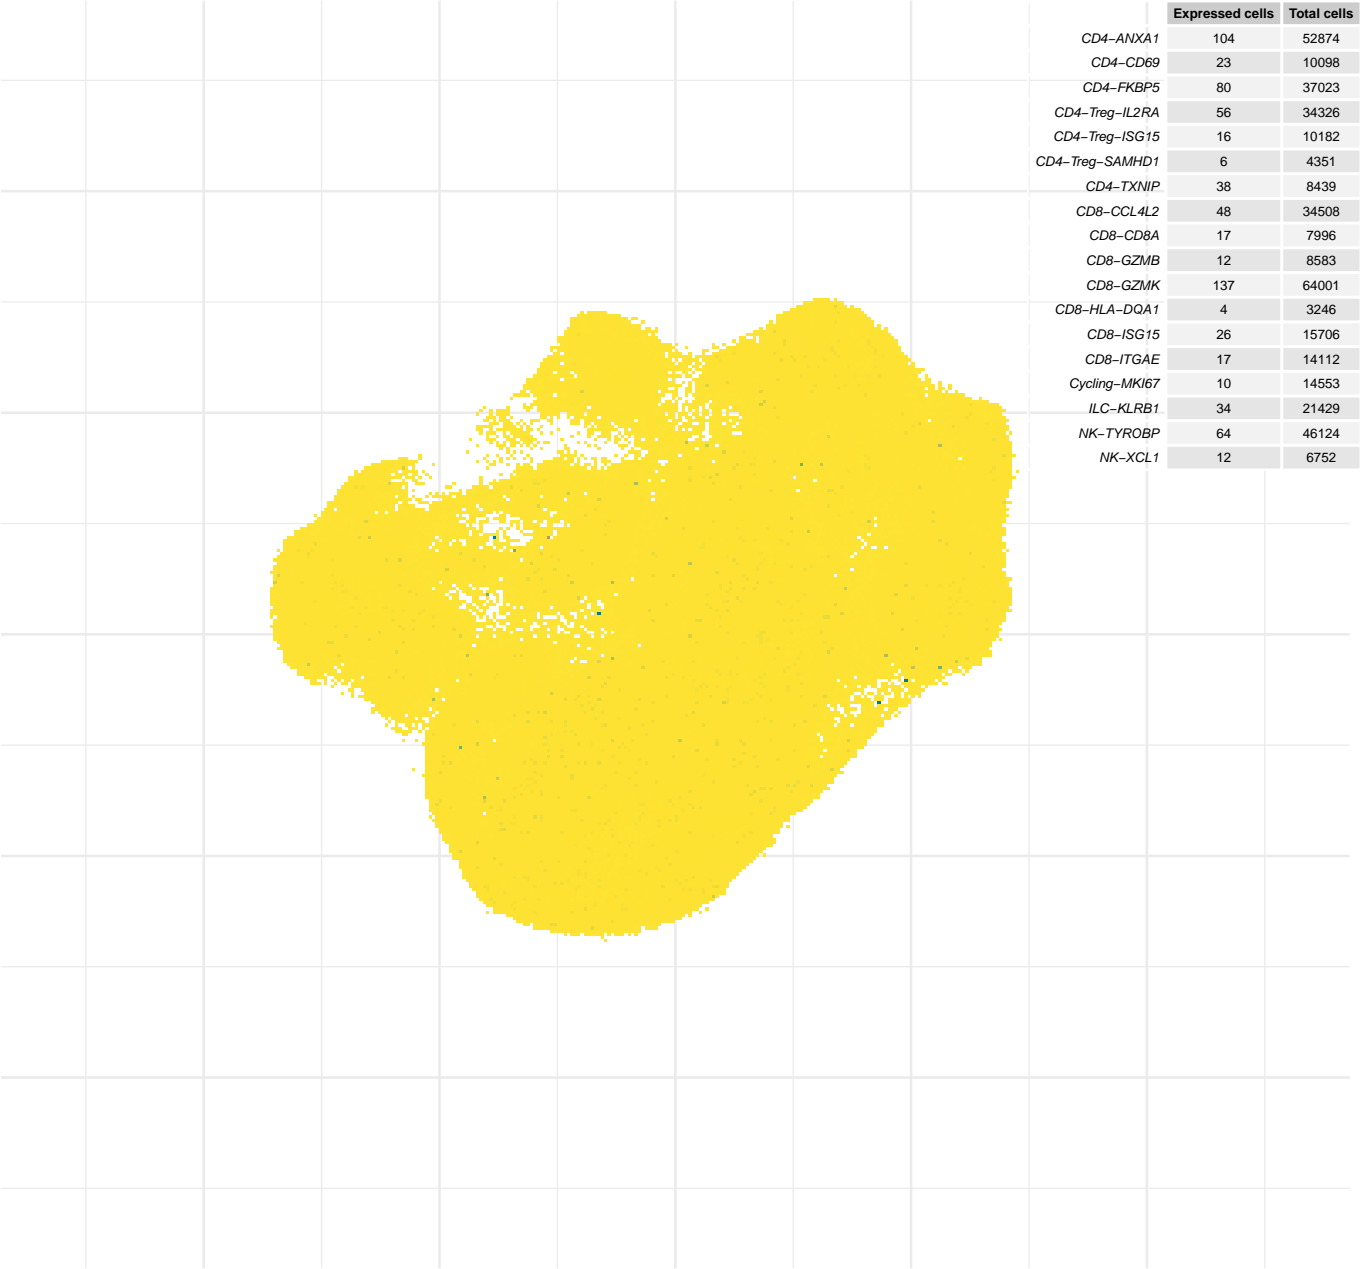 Expressed cells Total cells
CD4−ANXA1 104 52874
CD4−CD69 23 10098
CD4−FKBP5 80 37023
CD4−Treg−IL2RA 56 34326
CD4−Treg−ISG15 16 10182
CD4−Treg−SAMHD1 6 4351
CD4−TXNIP 38 8439
CD8−CCL4L2 48 34508
CD8−CD8A 17 7996
CD8−GZMB 12 8583
CD8−GZMK 137 64001
CD8−HLA−DQA1 4 3246
CD8−ISG15 26 15706
CD8−ITGAE 17 14112
Cycling−MKI67 10 14553
ILC−KLRB1 34 21429
NK−TYROBP 64 46124
NK−XCL1 12 6752